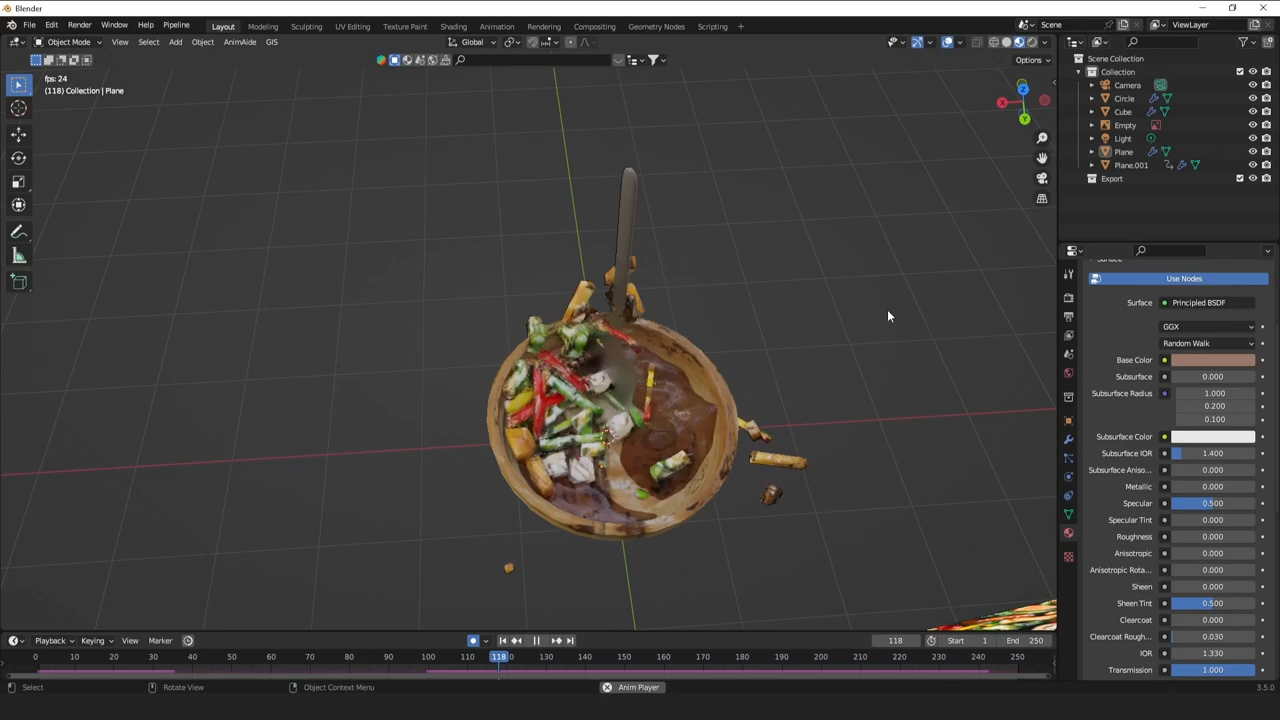 Blender
File Edit Render Window Help Pipeline Layout Modeling Sculpting UV Editing Texture Paint Shading Animation Rendering Compositing Geometry Nodes Scripting + Scene ViewLayer
Object Mode View Select Add Object AnimAide GIS Global
Options
fps: 24
(118) Collection | Plane
X
Z
Y
Scene Collection
Collection
Camera
Circle
Cube
Empty
Light
Plane
Plane.001
Export
Surface
Use Nodes
Surface Principled BSDF
GGX
Random Walk
Base Color
Subsurface 0.000
Subsurface Radius 1.000
0.200
0.100
Subsurface Color
Subsurface IOR 1.400
Subsurface Aniso... 0.000
Metallic 0.000
Specular 0.500
Specular Tint 0.000
Roughness 0.000
Anisotropic 0.000
Anisotropic Rota... 0.000
Sheen 0.000
Sheen Tint 0.500
Clearcoat 0.000
Clearcoat Rough... 0.030
IOR 1.330
Transmission 1.000
Playback Keying View Marker 118 Start 1 End 250
0 10 20 30 40 50 60 70 80 90 100 110 118 130 140 150 160 170 180 190 200 210 220 230 240 250
Select Rotate View Object Context Menu Anim Player 3.5.0